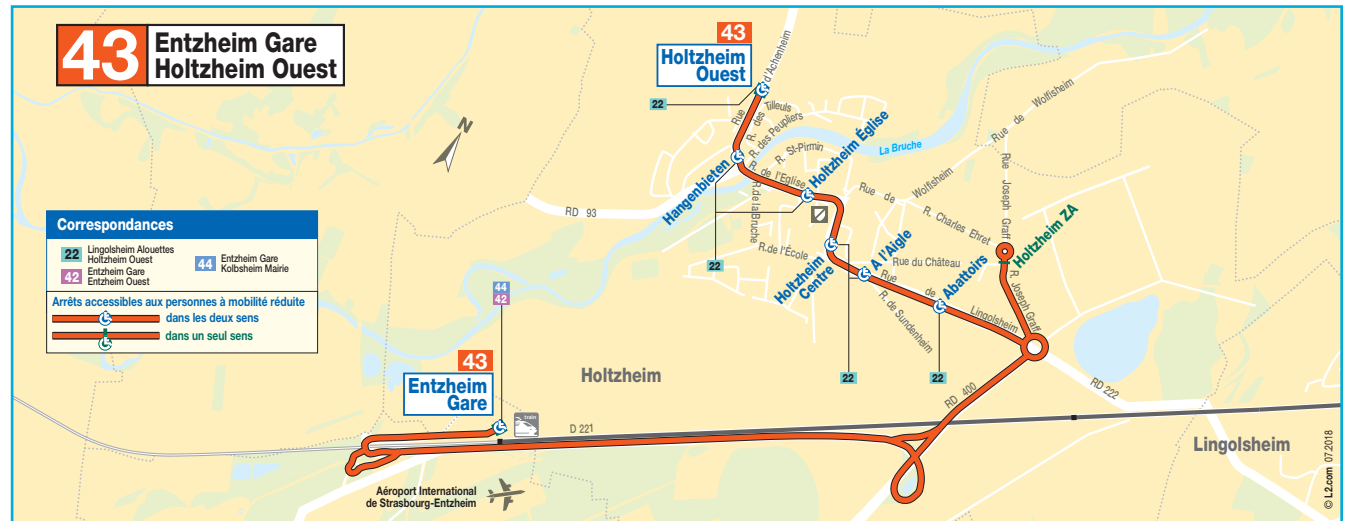 43
Entzheim Gare
Holtzheim Ouest
43
Holtzheim
Ouest
22
Rue d'Achenheim
R. des Tilleuls
R. des Peupliers
R. St-Pirmin
La Bruche
Rue de Wolfisheim
N
Hangenbieten
R. de l'Eglise
Holtzheim Église
RD 93
R.de la Bruche
Rue de Wolfisheim
R. Charles Ehret
Rue Joseph Graff
Holtzheim ZA
R. Joseph Graff
22
R.de l'École
Holtzheim
Centre
A l'Aigle
Rue du Château
Abattoirs
Rue de Lingolsheim
R. de Sundenheim
22
22
Correspondances
22
Lingolsheim Alouettes
Holtzheim Ouest
42
Entzheim Gare
Entzheim Ouest
44
Entzheim Gare
Kolbsheim Mairie
Arrêts accessibles aux personnes à mobilité réduite
dans les deux sens
dans un seul sens
44
42
43
Entzheim
Gare
train
Holtzheim
D 221
RD 400
RD 222
Lingolsheim
Aéroport International
de Strasbourg-Entzheim
© L2.com 07.2018